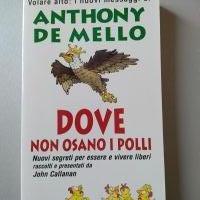 Volare alto: i nuovi messaggi di
ANTHONY
DE MELLO
DOVE
NON OSANO I POLLI
Nuovi segreti per essere e vivere liberi
raccolti e presentati da
John Callanan